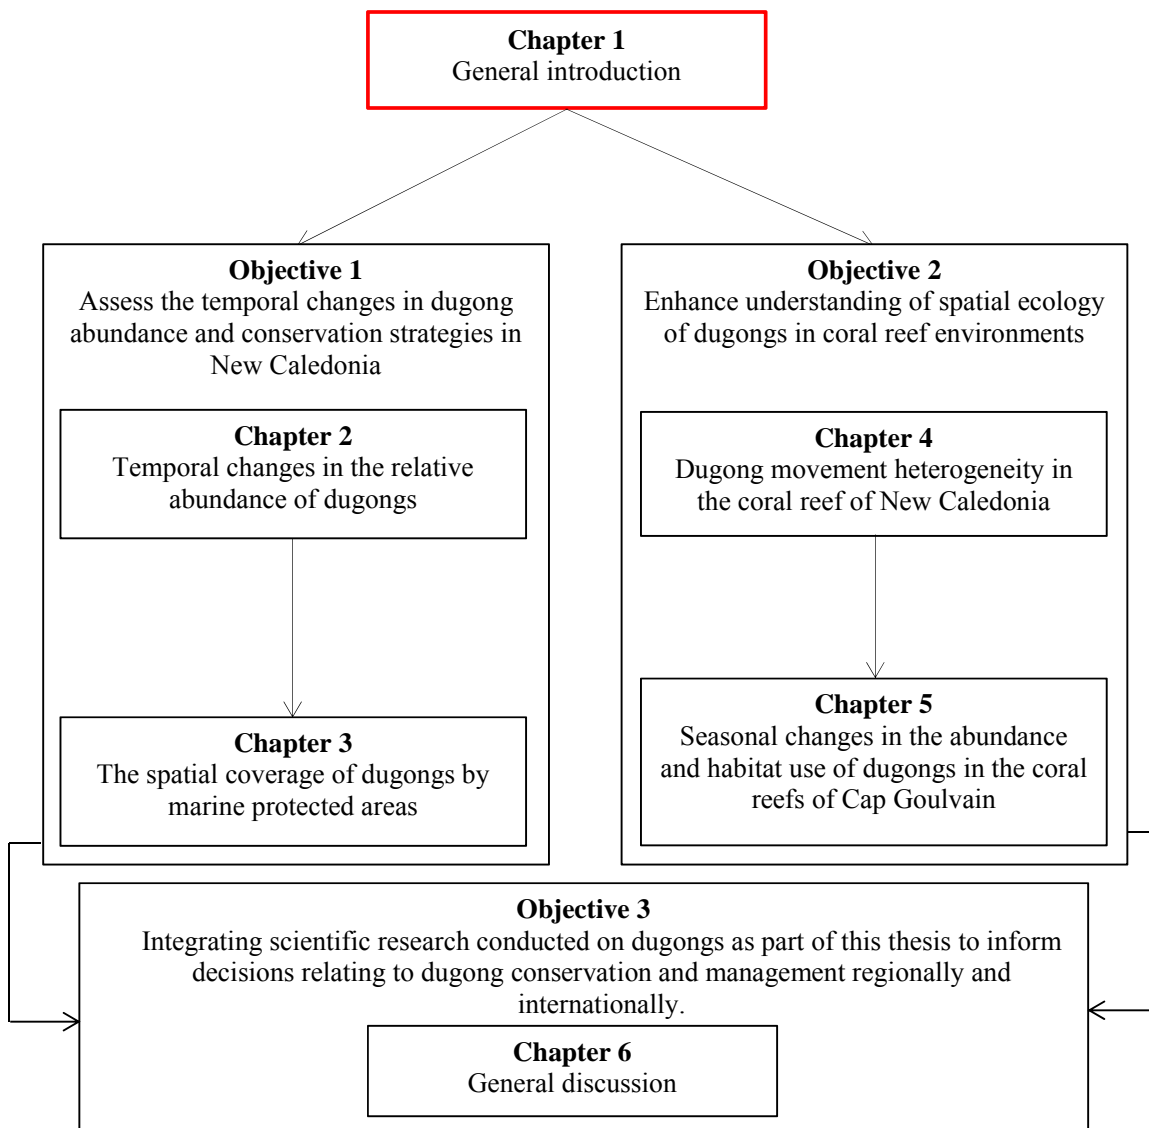 Chapter 1
General introduction
Objective 1
Assess the temporal changes in dugong
abundance and conservation strategies in
New Caledonia
Chapter 2
Temporal changes in the relative
abundance of dugongs
Chapter 3
The spatial coverage of dugongs by
marine protected areas
Objective 2
Enhance understanding of spatial ecology
of dugongs in coral reef environments
Chapter 4
Dugong movement heterogeneity in
the coral reef of New Caledonia
Chapter 5
Seasonal changes in the abundance
and habitat use of dugongs in the coral
reefs of Cap Goulvain
Objective 3
Integrating scientific research conducted on dugongs as part of this thesis to inform
decisions relating to dugong conservation and management regionally and
internationally.
Chapter 6
General discussion